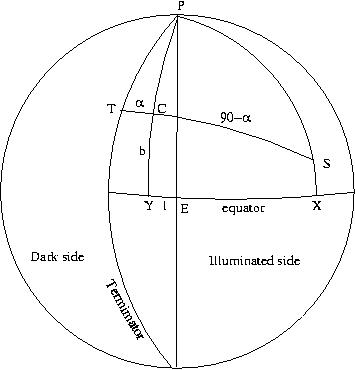 P
T α C
90-α
b
S
Y l E equator X
Dark side
Illuminated side
Terminator